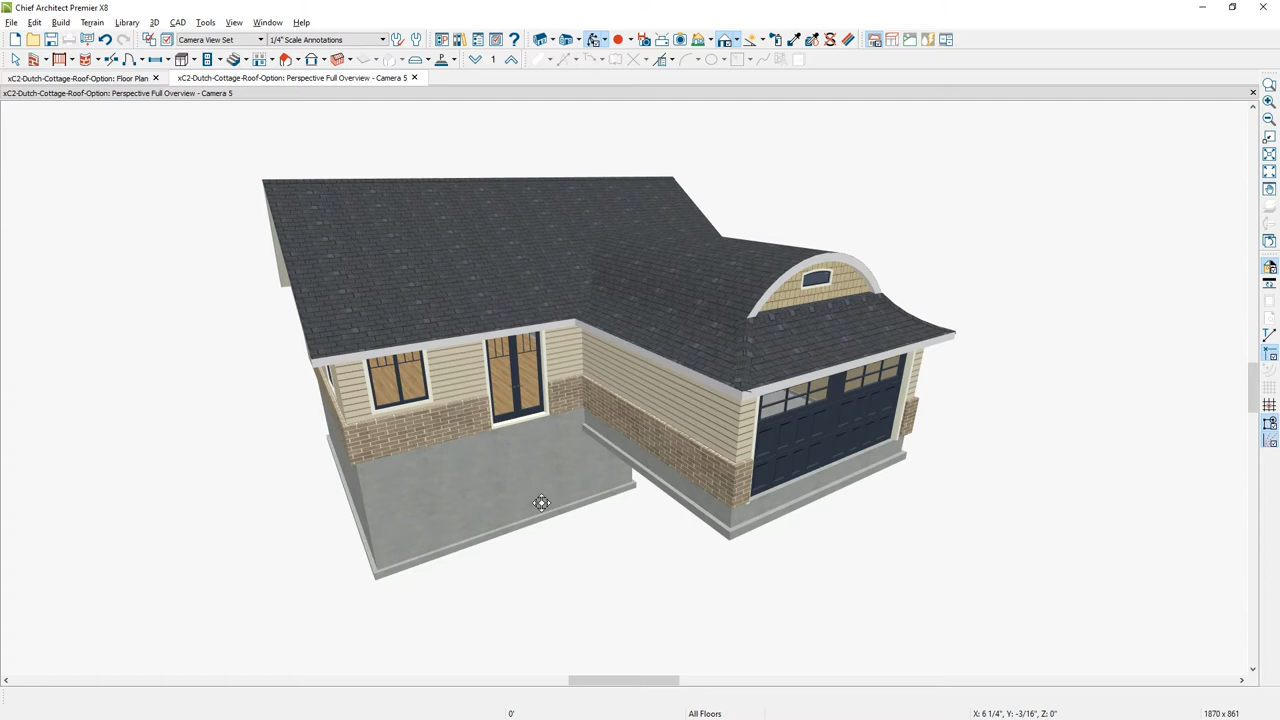 Chief Architect Premier X8
File Edit Build Terrain Library 3D CAD Tools View Window Help
Camera View Set 1/4" Scale Annotations
1
xC2-Dutch-Cottage-Roof-Option: Floor Plan xC2-Dutch-Cottage-Roof-Option: Perspective Full Overview - Camera 5
xC2-Dutch-Cottage-Roof-Option: Perspective Full Overview - Camera 5
0' All Floors X: 6 1/4", Y: -3/16", Z: 0" 1870 x 861